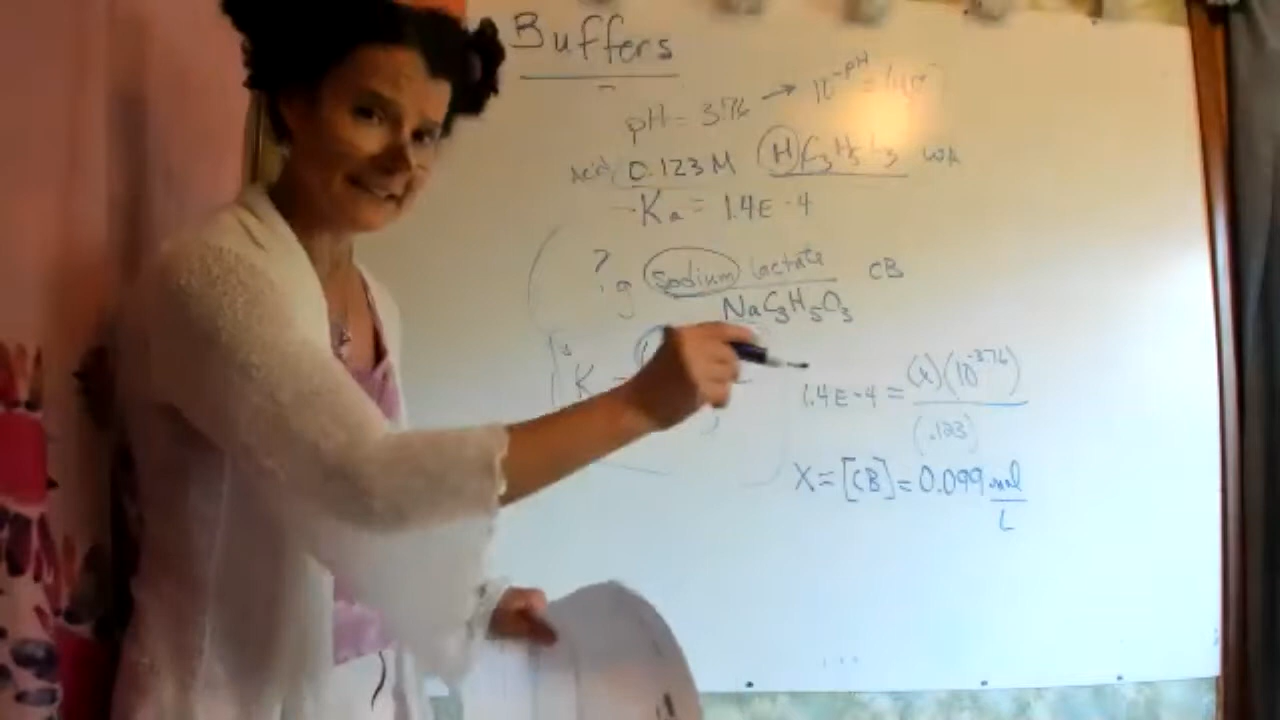 Buffers
pH = 3.76 → 10^-pH =
Acid 0.123 M HC3H5O3 WA
Ka = 1.4E-4
? g Sodium lactate CB
NaC3H5O3
K
1.4E-4 = (x)(10^-3.76)
(.123)
X = [CB] = 0.099 mol
L